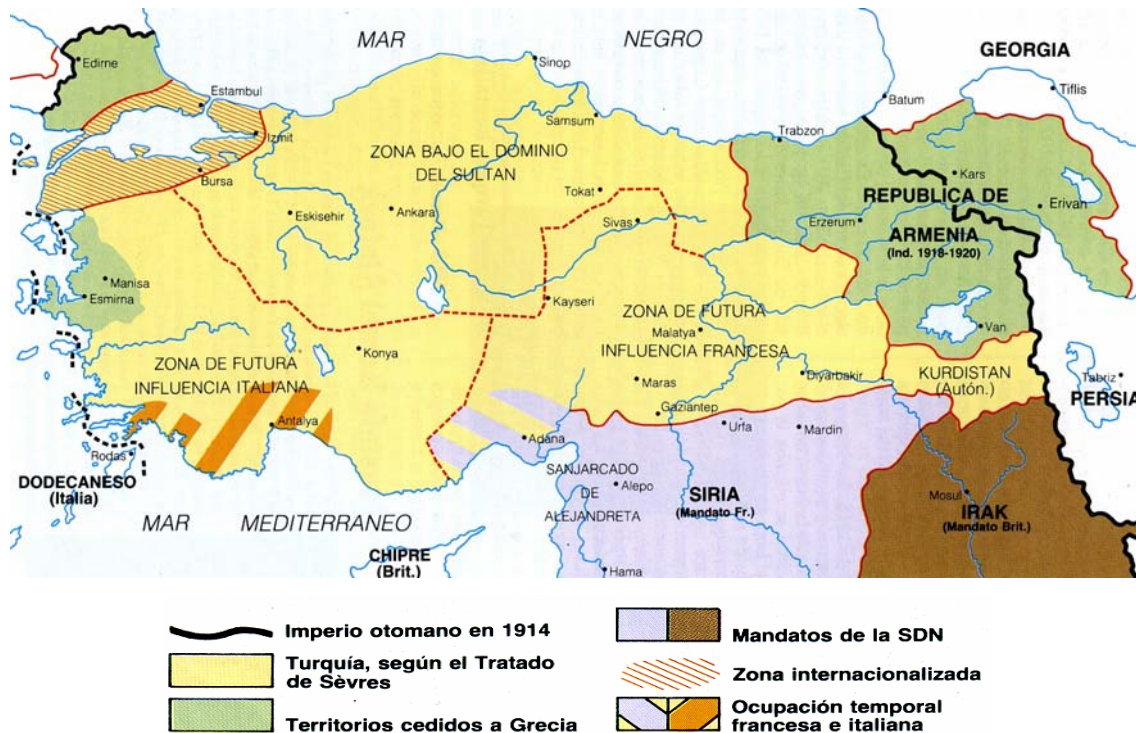 MAR NEGRO
GEORGIA
Edirne
Sinop
Tiflis
Estambul
Batum
Samsum
Izmit
Trabzon
ZONA BAJO EL DOMINIO
DEL SULTAN
Bursa
Kars
Tokat
REPUBLICA DE
ARMENIA
(Ind. 1918-1920)
Erivan
Eskisehir
Ankara
Sivas
Erzerum
Manisa
Esmirna
Kayseri
ZONA DE FUTURA
INFLUENCIA FRANCESA
Malatya
Van
ZONA DE FUTURA
INFLUENCIA ITALIANA
Konya
KURDISTAN
(Autón.)
Tabriz
PERSIA
Maras
Diyarbakir
Gaziantep
Antalya
Adana
Urfa
Mardin
Rodas
DODECANESO
(Italia)
SANJARCADO
DE
ALEJANDRETA
Alepo
SIRIA
(Mandato Fr.)
Mosul
IRAK
(Mandato Brit.)
MAR MEDITERRANEO
CHIPRE
(Brit.)
Hama
Imperio otomano en 1914
Turquía, según el Tratado
de Sèvres
Territorios cedidos a Grecia
Mandatos de la SDN
Zona internacionalizada
Ocupación temporal
francesa e italiana